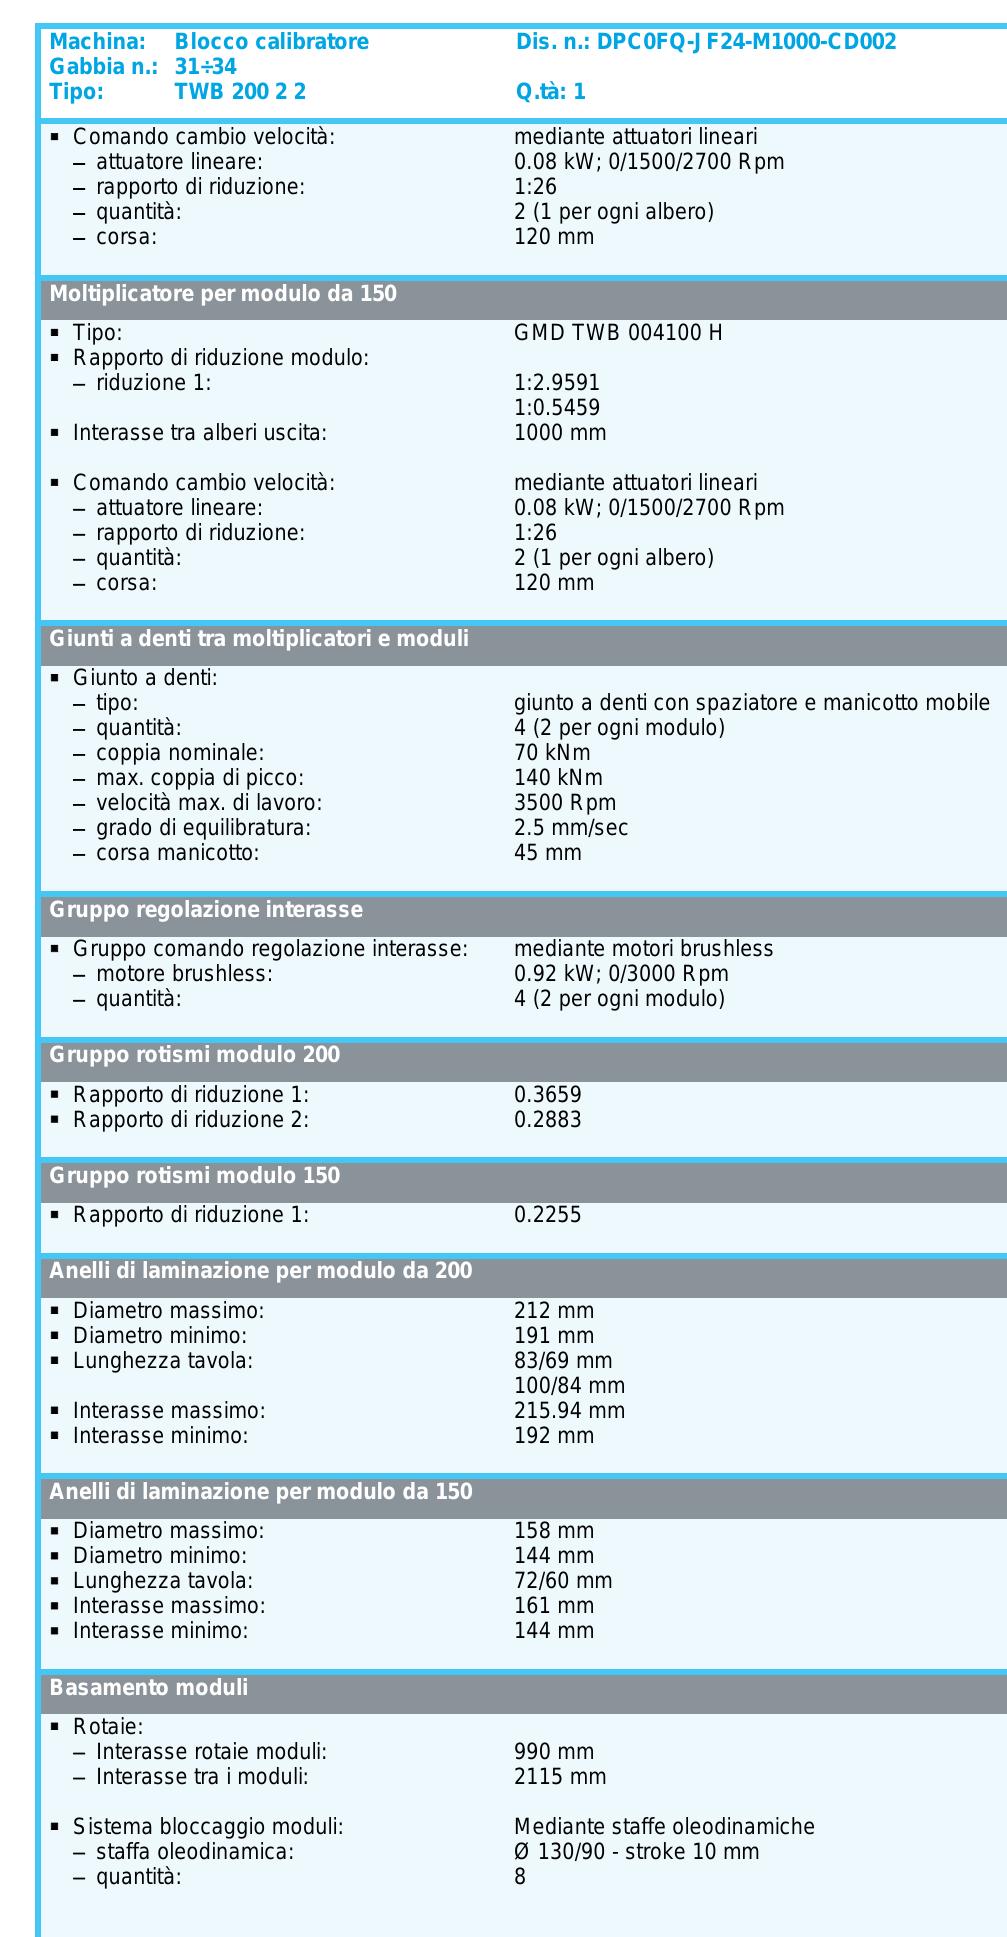 Machina: Blocco calibratore Dis. n.: DPC0FQ-JF24-M1000-CD002
Gabbia n.: 31÷34
Tipo: TWB 200 2 2 Q.tà: 1
▪ Comando cambio velocità: mediante attuatori lineari
– attuatore lineare: 0.08 kW; 0/1500/2700 Rpm
– rapporto di riduzione: 1:26
– quantità: 2 (1 per ogni albero)
– corsa: 120 mm
Moltiplicatore per modulo da 150
▪ Tipo: GMD TWB 004100 H
▪ Rapporto di riduzione modulo:
– riduzione 1: 1:2.9591
1:0.5459
▪ Interasse tra alberi uscita: 1000 mm
▪ Comando cambio velocità: mediante attuatori lineari
– attuatore lineare: 0.08 kW; 0/1500/2700 Rpm
– rapporto di riduzione: 1:26
– quantità: 2 (1 per ogni albero)
– corsa: 120 mm
Giunti a denti tra moltiplicatori e moduli
▪ Giunto a denti:
– tipo: giunto a denti con spaziatore e manicotto mobile
– quantità: 4 (2 per ogni modulo)
– coppia nominale: 70 kNm
– max. coppia di picco: 140 kNm
– velocità max. di lavoro: 3500 Rpm
– grado di equilibratura: 2.5 mm/sec
– corsa manicotto: 45 mm
Gruppo regolazione interasse
▪ Gruppo comando regolazione interasse: mediante motori brushless
– motore brushless: 0.92 kW; 0/3000 Rpm
– quantità: 4 (2 per ogni modulo)
Gruppo rotismi modulo 200
▪ Rapporto di riduzione 1: 0.3659
▪ Rapporto di riduzione 2: 0.2883
Gruppo rotismi modulo 150
▪ Rapporto di riduzione 1: 0.2255
Anelli di laminazione per modulo da 200
▪ Diametro massimo: 212 mm
▪ Diametro minimo: 191 mm
▪ Lunghezza tavola: 83/69 mm
100/84 mm
▪ Interasse massimo: 215.94 mm
▪ Interasse minimo: 192 mm
Anelli di laminazione per modulo da 150
▪ Diametro massimo: 158 mm
▪ Diametro minimo: 144 mm
▪ Lunghezza tavola: 72/60 mm
▪ Interasse massimo: 161 mm
▪ Interasse minimo: 144 mm
Basamento moduli
▪ Rotaie:
– Interasse rotaie moduli: 990 mm
– Interasse tra i moduli: 2115 mm
▪ Sistema bloccaggio moduli: Mediante staffe oleodinamiche
– staffa oleodinamica: Ø 130/90 - stroke 10 mm
– quantità: 8